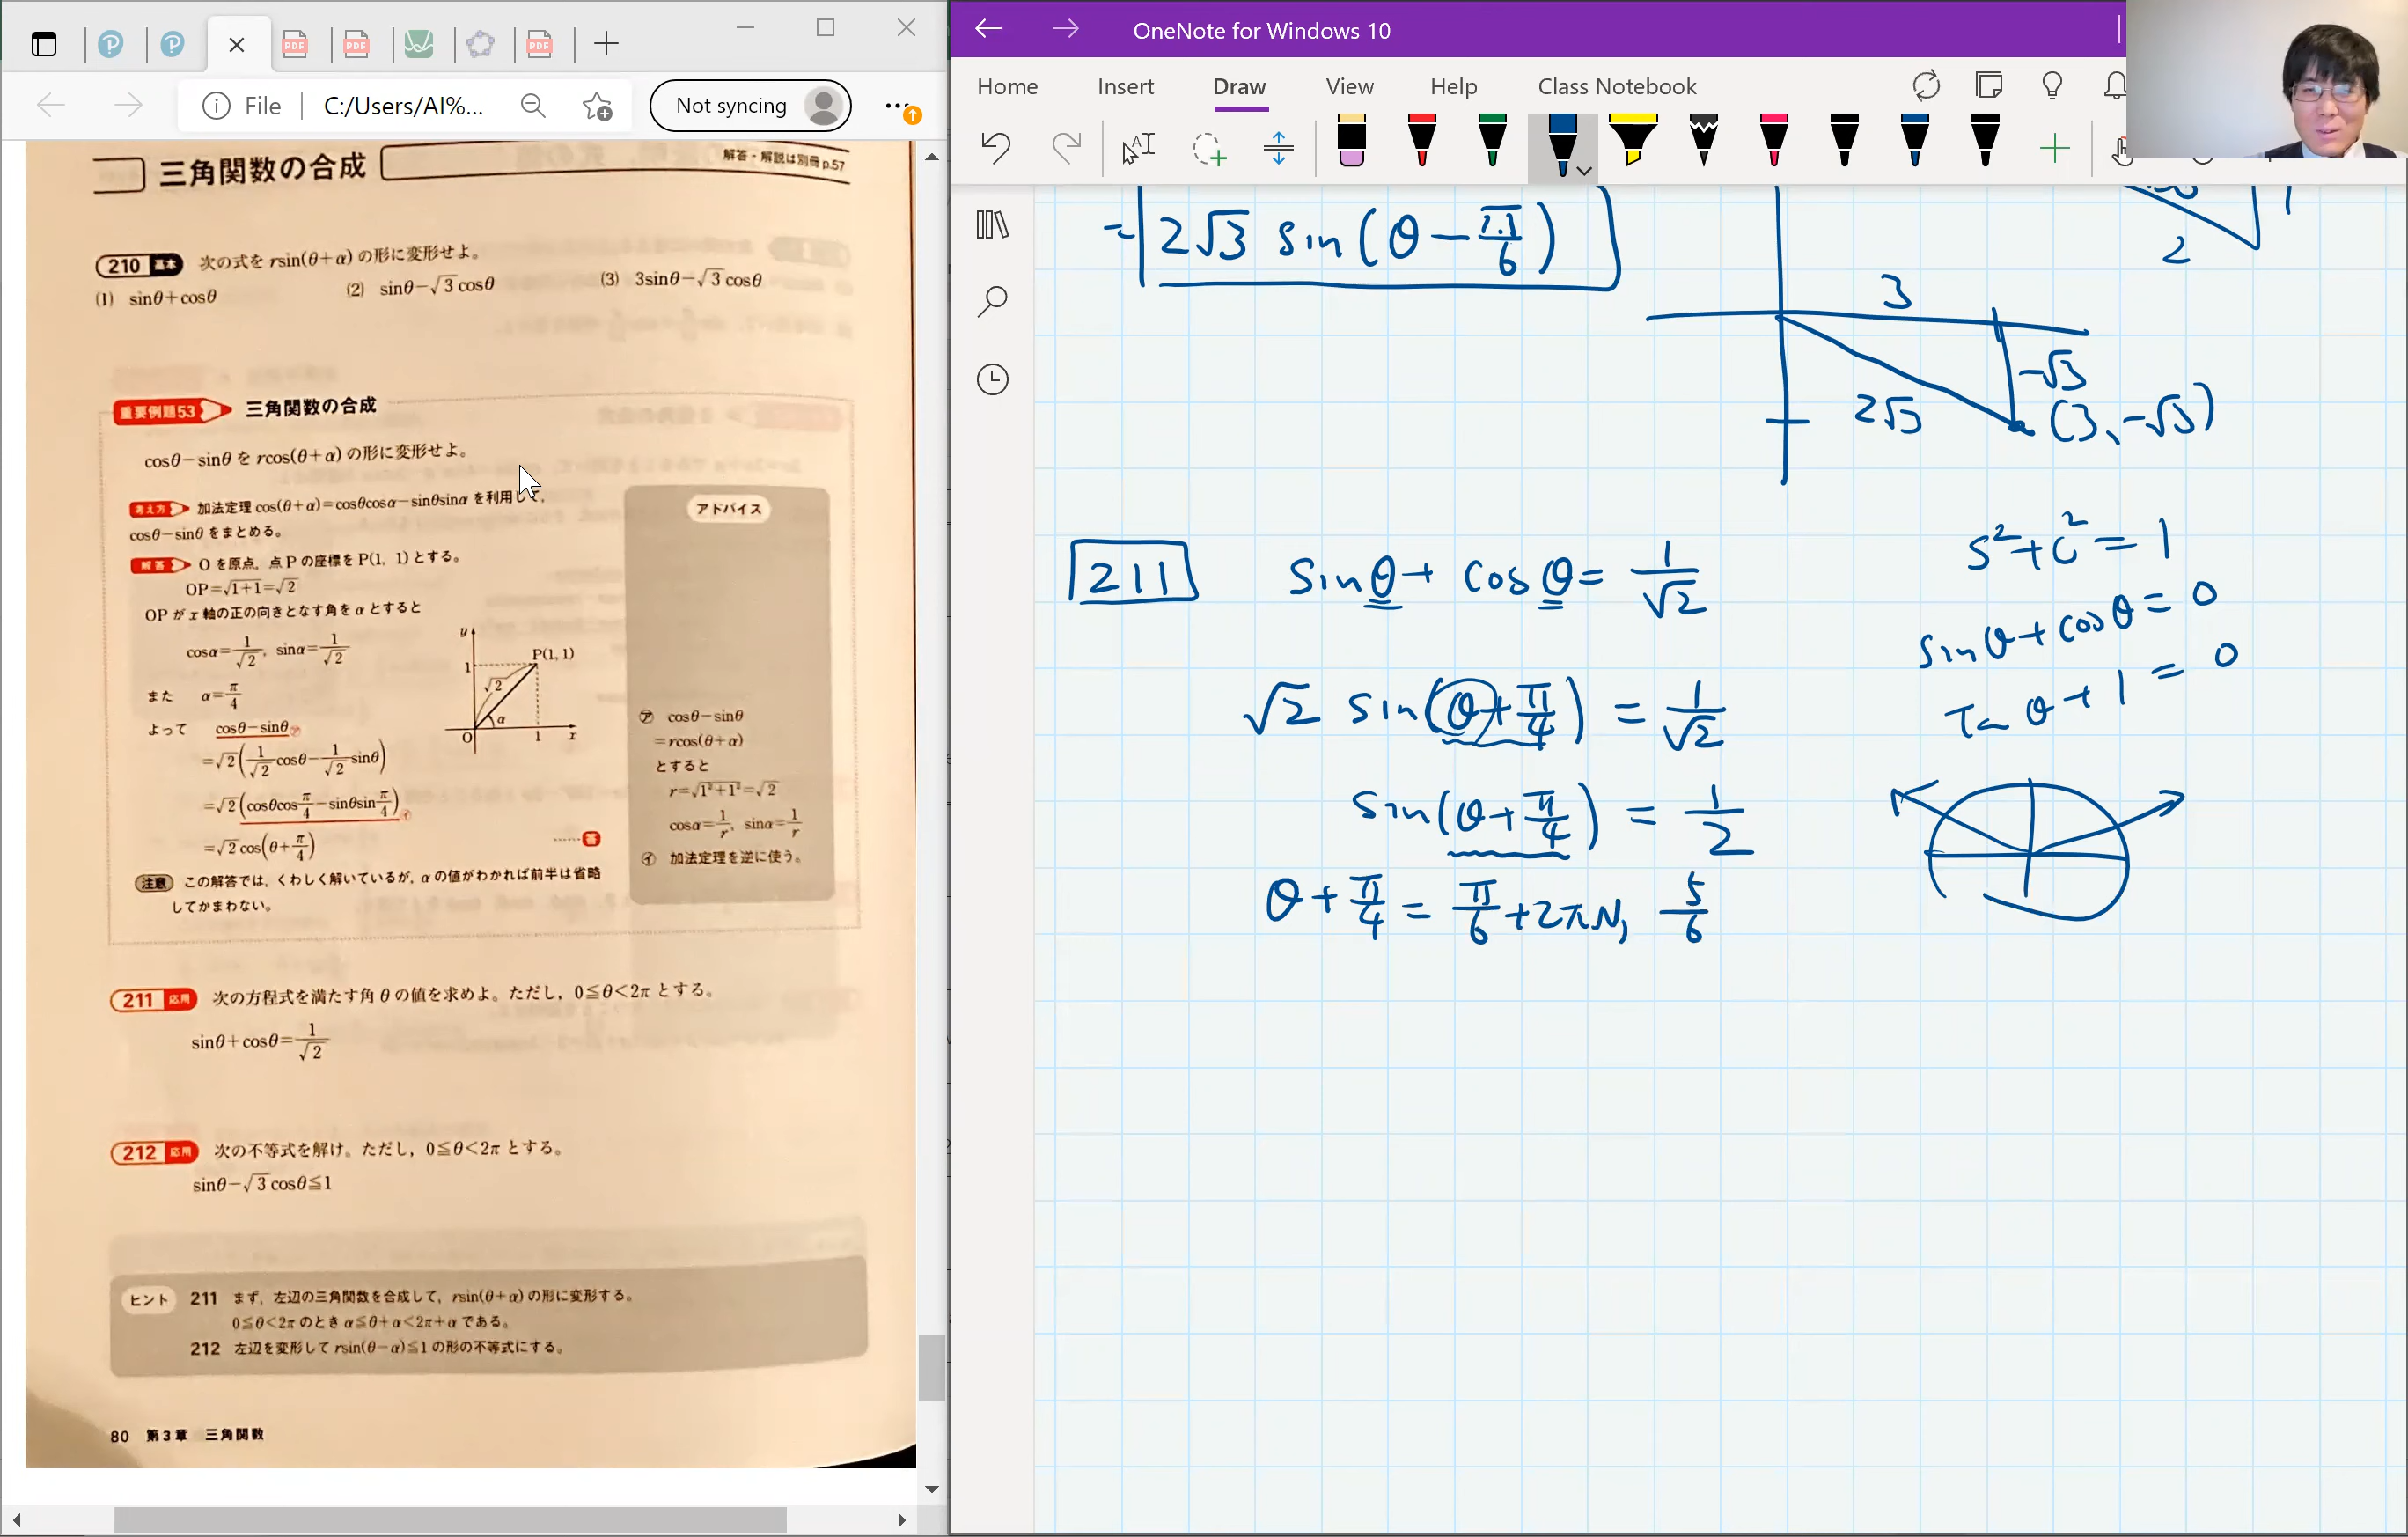 File
C:/Users/AI%...
Not syncing
三角関数の合成
解答・解説は別冊 p.57
210 基本 次の式を rsin(θ+α) の形に変形せよ。
(1) sinθ+cosθ (2) sinθ−√3cosθ (3) 3sinθ−√3cosθ
重要例題53 三角関数の合成
cosθ−sinθ を rcos(θ+α) の形に変形せよ。
考え方 加法定理 cos(θ+α)=cosθcosα−sinθsinα を利用して,
cosθ−sinθ をまとめる。
解答 O を原点, 点 P の座標を P(1, 1) とする。
OP=√1+1=√2
OP が x 軸の正の向きとなす角を α とすると
cosα=1/√2, sinα=1/√2
また α=π/4
よって cosθ−sinθ ㋐
=√2(1/√2 cosθ−1/√2 sinθ)
=√2(cosθcos π/4−sinθsin π/4) ㋑
=√2cos(θ+π/4) ……答
y
1
P(1, 1)
√2
α
O 1 x
注意 この解答では, くわしく解いているが, α の値がわかれば前半は省略
してかまわない。
アドバイス
㋐ cosθ−sinθ
=rcos(θ+α)
とすると
r=√1²+1²=√2
cosα=1/r, sinα=1/r
㋑ 加法定理を逆に使う。
211 応用 次の方程式を満たす角 θ の値を求めよ。ただし, 0≦θ<2π とする。
sinθ+cosθ=1/√2
212 応用 次の不等式を解け。ただし, 0≦θ<2π とする。
sinθ−√3cosθ≦1
ヒント 211 まず, 左辺の三角関数を合成して, rsin(θ+α) の形に変形する。
0≦θ<2π のとき α≦θ+α<2π+α である。
212 左辺を変形して rsin(θ−α)≦1 の形の不等式にする。
80 第3章 三角関数
OneNote for Windows 10
Home Insert Draw View Help Class Notebook
= 2√3 sin(θ−π/6)
2
1
3
−√3
2√3
(3, −√3)
211 sinθ+ cosθ= 1/√2
√2 sin(θ+π/4) = 1/√2
sin(θ+π/4) = 1/2
θ+π/4 = π/6+2πN, 5/6
s²+c²=1
sinθ+cosθ=0
Tanθ+1=0